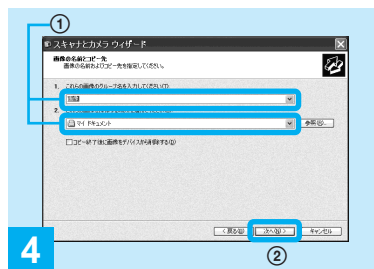 ①
スキャナとカメラ ウィザード
画像の名前とコピー先
画像の名前およびコピー先を指定してください。
1. これらの画像のグループ名を入力してください(T):
画像
2.
マイ ドキュメント
参照(R)...
コピー終了後に画像をデバイスから削除する(D)
< 戻る(B)
次へ(N) >
キャンセル
4
②